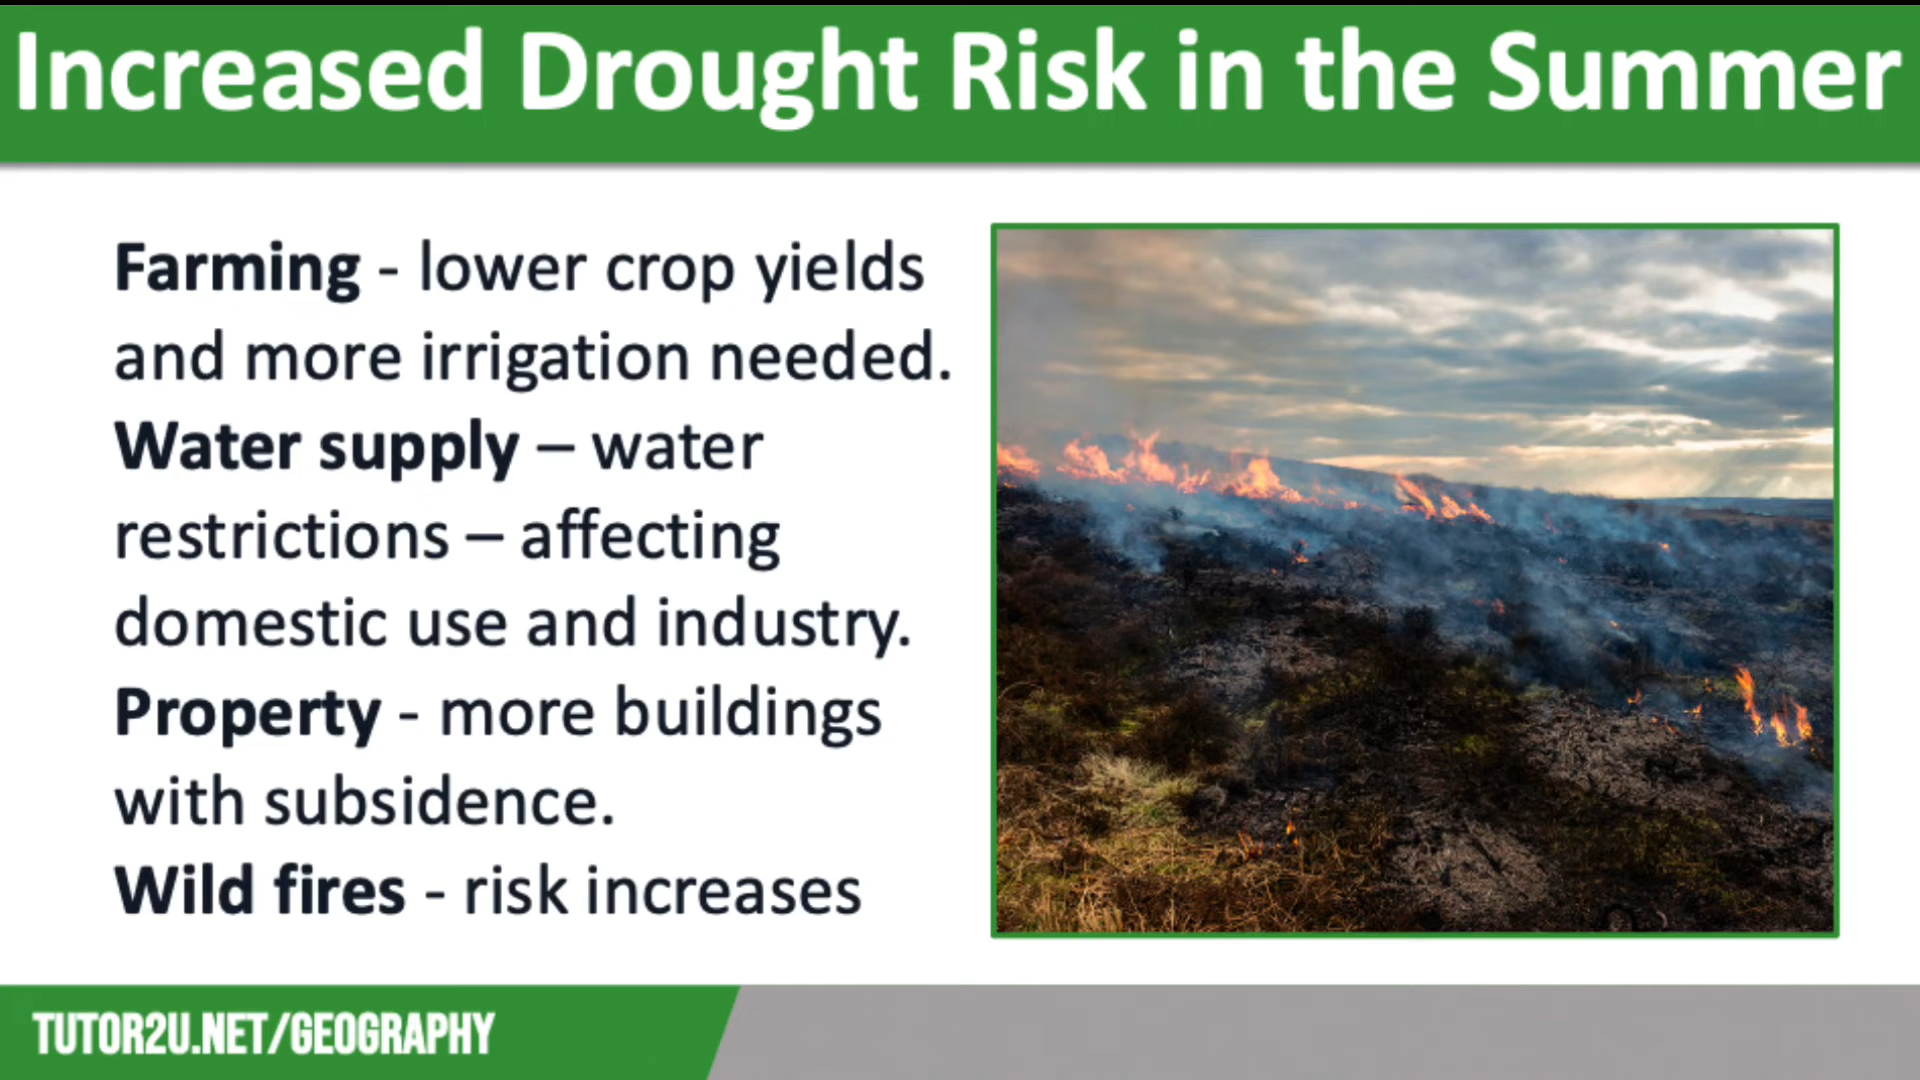 Increased Drought Risk in the Summer
Farming - lower crop yields
and more irrigation needed.
Water supply – water
restrictions – affecting
domestic use and industry.
Property - more buildings
with subsidence.
Wild fires - risk increases
TUTOR2U.NET/GEOGRAPHY